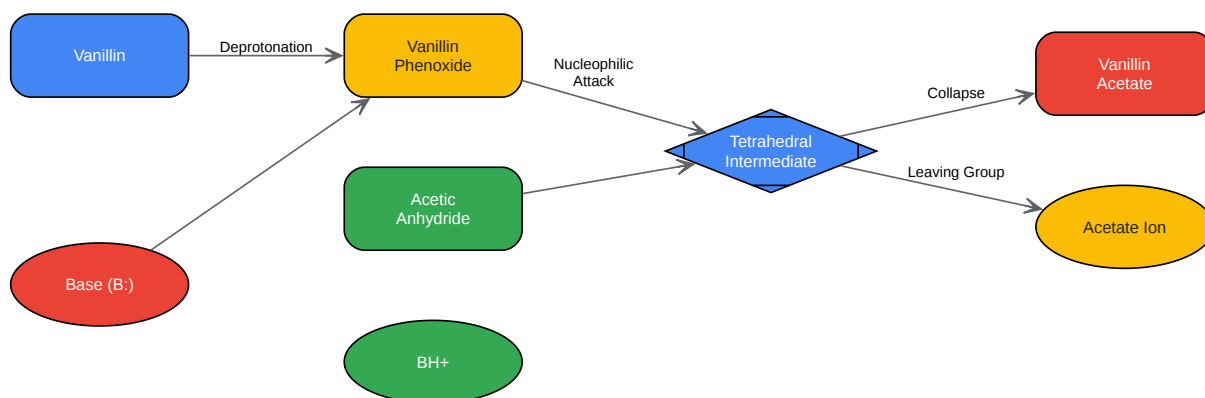 Vanillin
Deprotonation
Vanillin
Phenoxide
Nucleophilic
Attack
Acetic
Anhydride
Base (B:)
BH+
Tetrahedral
Intermediate
Collapse
Vanillin
Acetate
Leaving Group
Acetate Ion